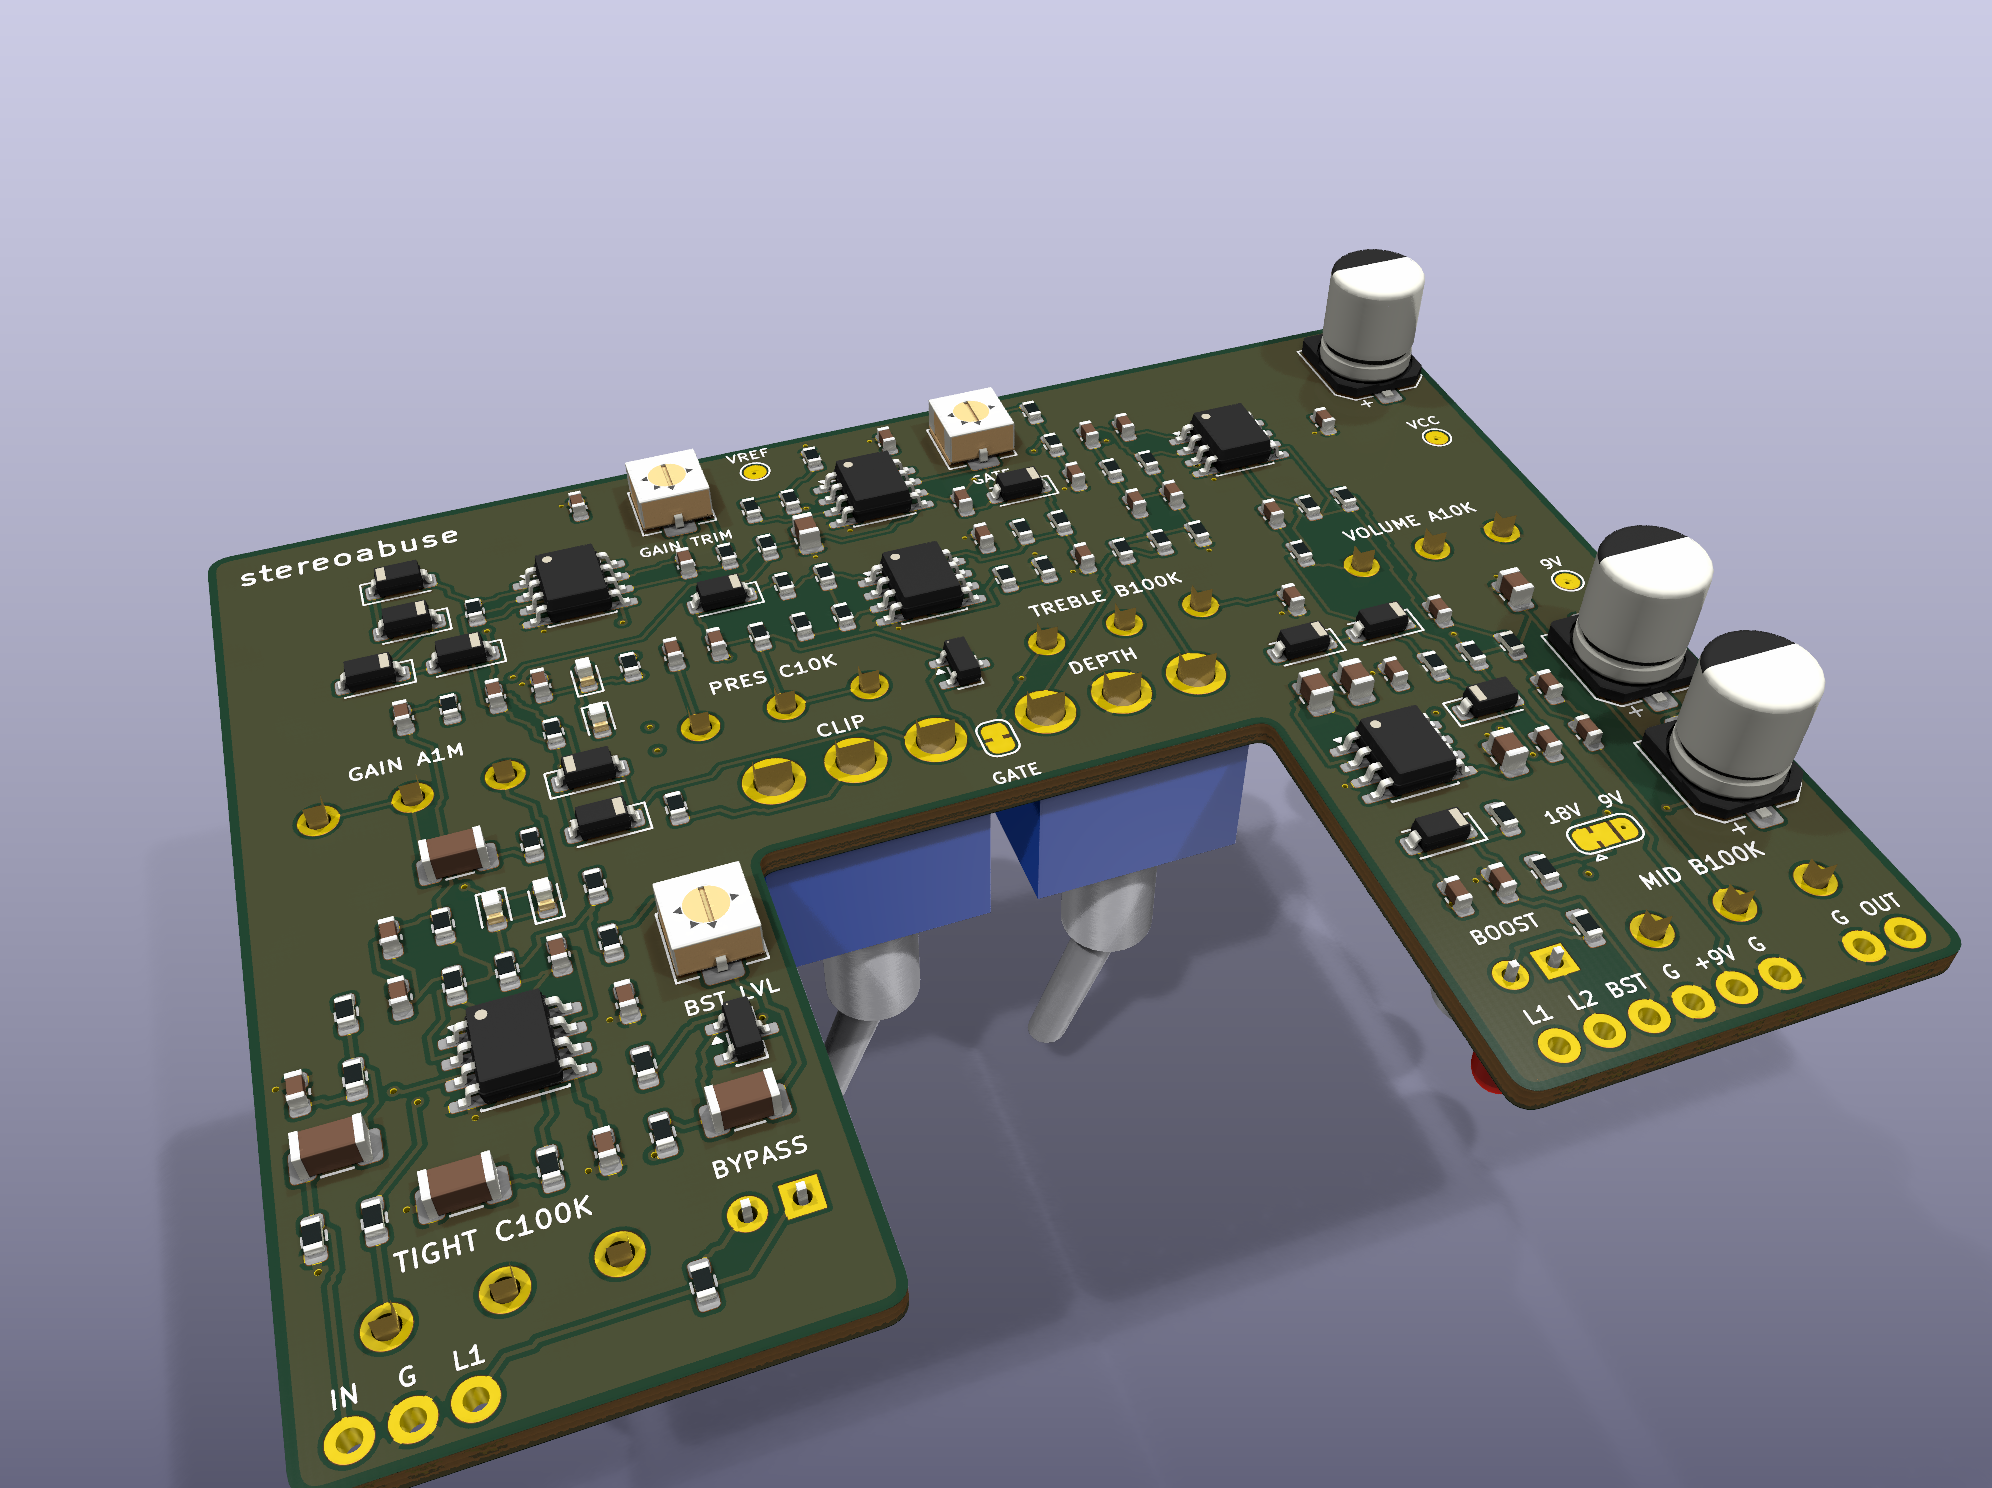 stereoabuse
GAIN TRIM
VREF
VCC
VOLUME A10K
9V
TREBLE B100K
DEPTH
PRES C10K
CLIP
GATE
GAIN A1M
18V 9V
MID B100K
BOOST
G OUT
L1 L2 BST G +9V G
BST LVL
BYPASS
TIGHT C100K
IN G L1